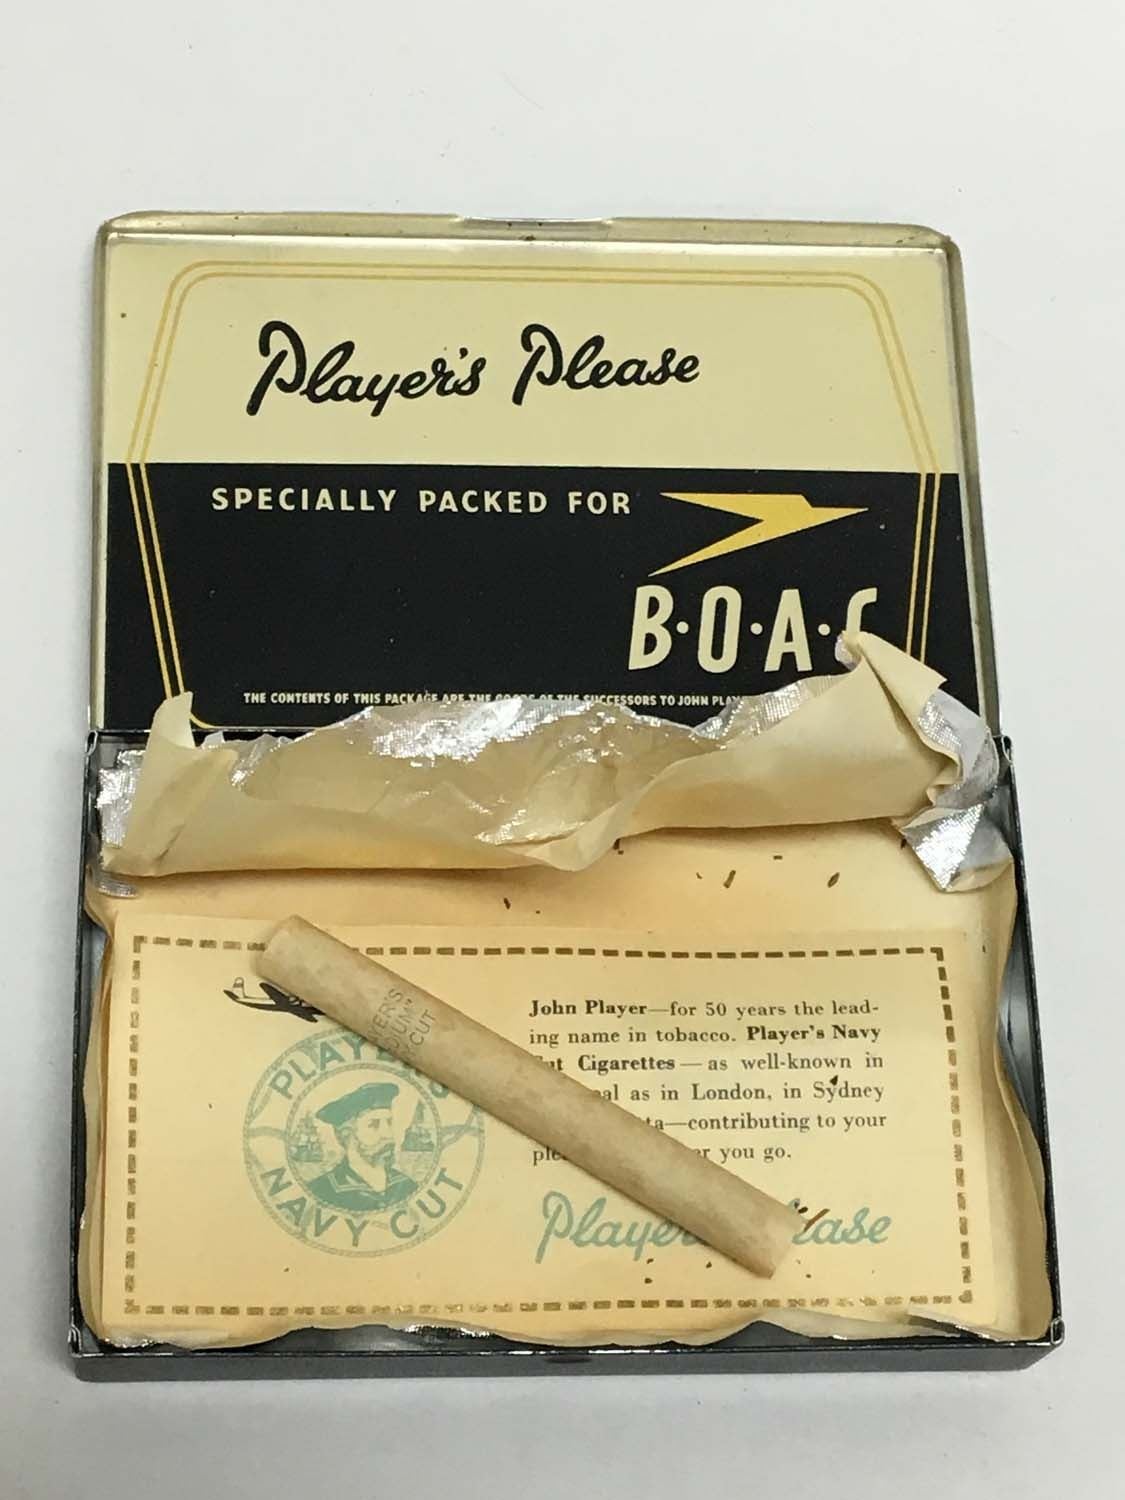 Player's Please
SPECIALLY PACKED FOR
B·O·A·C
THE CONTENTS OF THIS PACKAGE ARE THE GOODS OF THE SUCCESSORS TO JOHN
PLAYER'S
NAVY CUT
John Player—for 50 years the lead-
ing name in tobacco. Player's Navy
Cigarettes—as well-known in
as in London, in Sydney
—contributing to your
you go.
Player Please
PLAYER'S
CUT